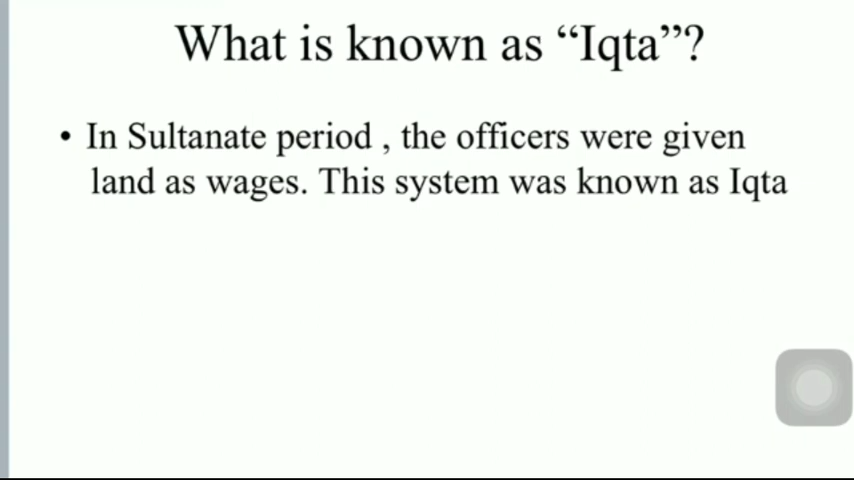 What is known as “Iqta”?
• In Sultanate period , the officers were given
land as wages. This system was known as Iqta